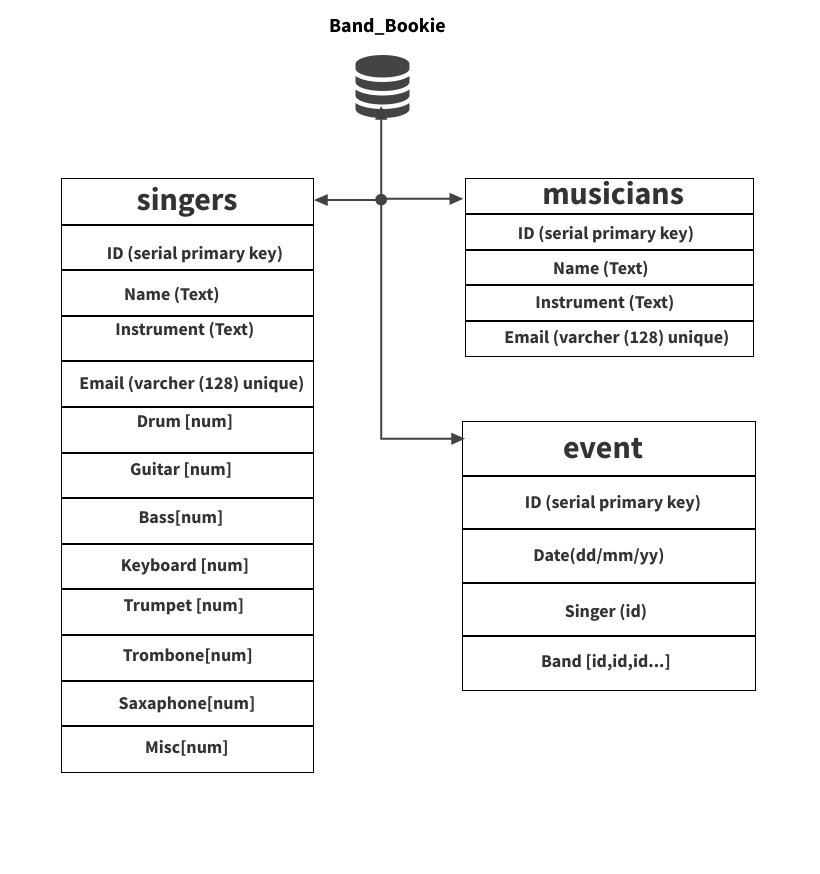 Band_Bookie
singers
ID (serial primary key)
Name (Text)
Instrument (Text)
Email (varcher (128) unique)
Drum [num]
Guitar [num]
Bass[num]
Keyboard [num]
Trumpet [num]
Trombone[num]
Saxaphone[num]
Misc[num]
musicians
ID (serial primary key)
Name (Text)
Instrument (Text)
Email (varcher (128) unique)
event
ID (serial primary key)
Date(dd/mm/yy)
Singer (id)
Band [id,id,id...]